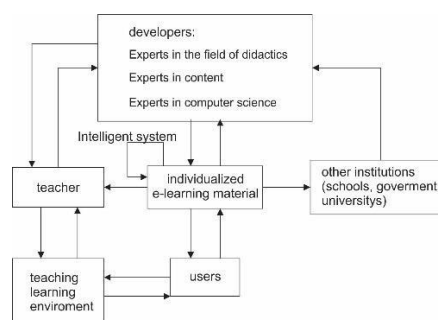 developers:
Experts in the field of didactics
Experts in content
Experts in computer science
Intelligent system
teacher
individualized
e-learning material
other institutions
(schools, goverment
universitys)
teaching
learning
enviroment
users